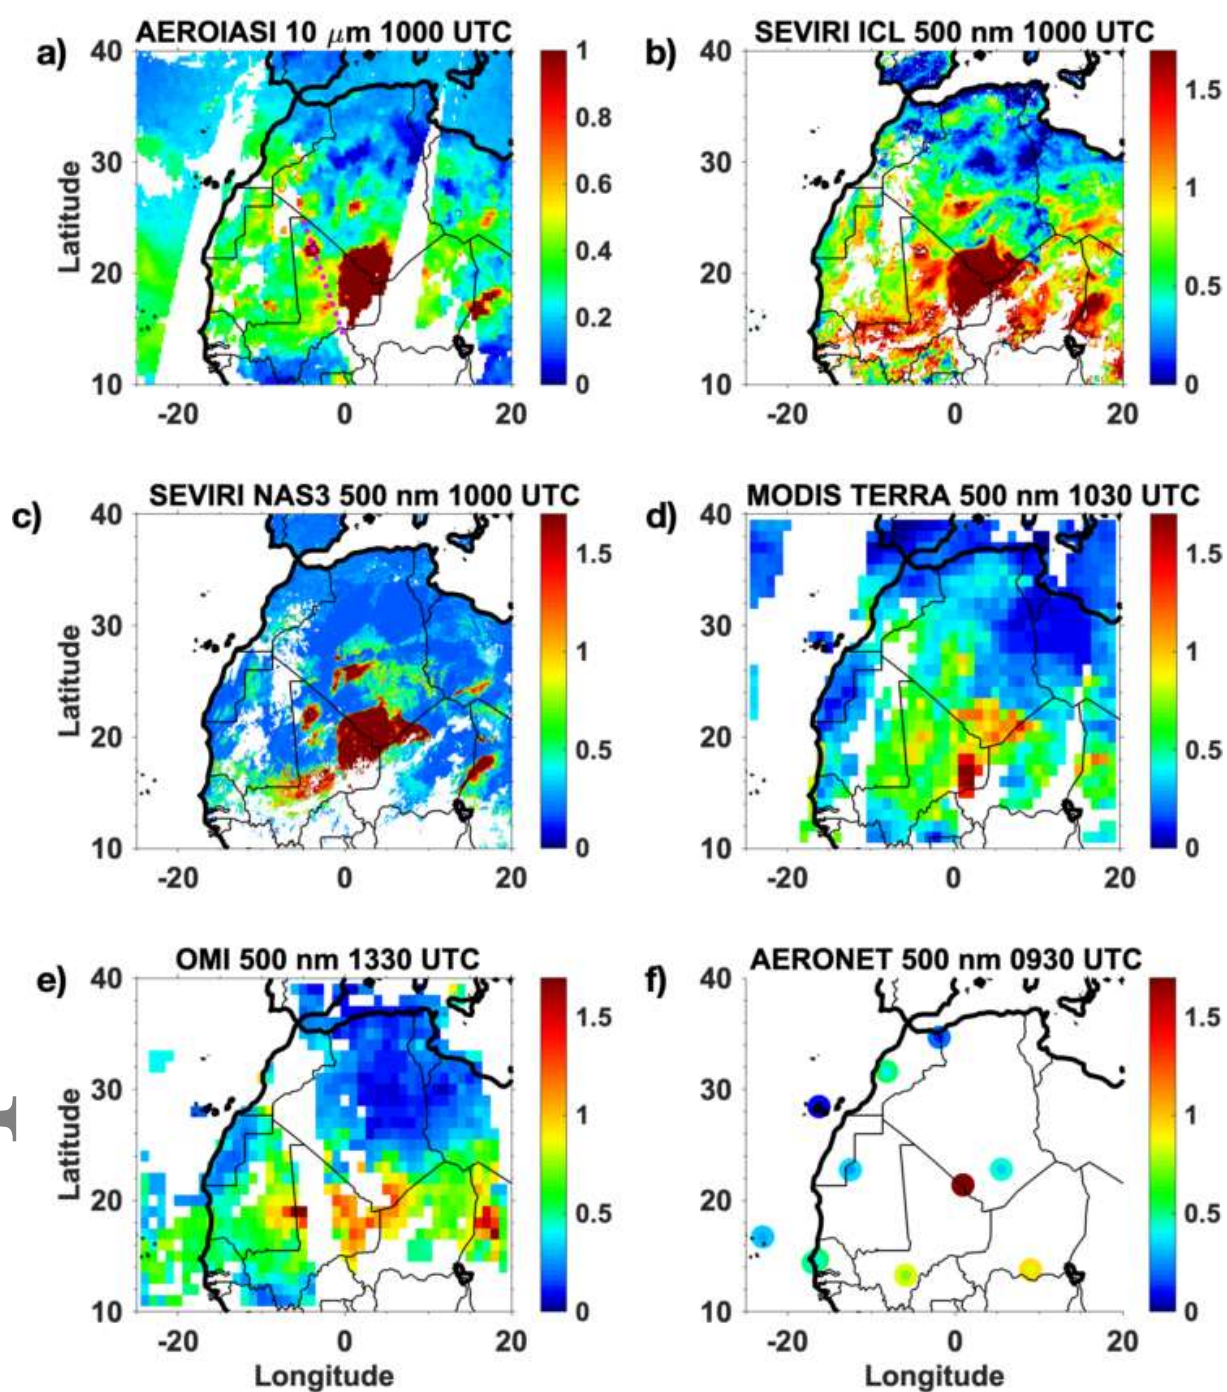 a) AEROIASI 10 μm 1000 UTC
40
30
20
10
Latitude
-20 0 20
1
0.8
0.6
0.4
0.2
0
b) SEVIRI ICL 500 nm 1000 UTC
40
30
20
10
-20 0 20
1.5
1
0.5
0
c) SEVIRI NAS3 500 nm 1000 UTC
40
30
20
10
Latitude
-20 0 20
1.5
1
0.5
0
d) MODIS TERRA 500 nm 1030 UTC
40
30
20
10
-20 0 20
1.5
1
0.5
0
e) OMI 500 nm 1330 UTC
40
30
20
10
Latitude
-20 0 20
Longitude
1.5
1
0.5
0
f) AERONET 500 nm 0930 UTC
40
30
20
10
-20 0 20
Longitude
1.5
1
0.5
0